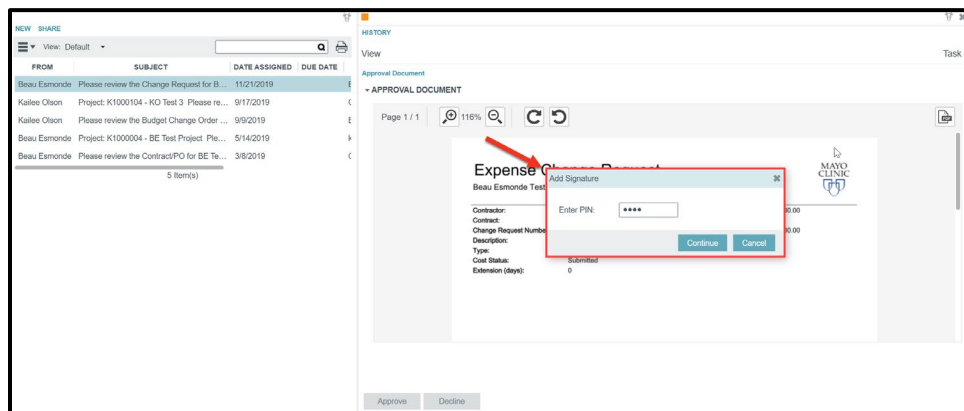 NEW SHARE
View: Default
FROM SUBJECT DATE ASSIGNED DUE DATE
Beau Esmonde Please review the Change Request for B... 11/21/2019
Kailee Olson Project: K1000104 - KO Test 3 Please re... 9/17/2019
Kailee Olson Please review the Budget Change Order ... 9/9/2019
Beau Esmonde Project: K1000004 - BE Test Project Ple... 5/14/2019
Beau Esmonde Please review the Contract/PO for BE Te... 3/8/2019
5 Item(s)
HISTORY
View Task
Approval Document
APPROVAL DOCUMENT
Page 1 / 1 116%
PDF
Expense Change Request
Beau Esmonde Test
MAYO
CLINIC
Add Signature
Enter PIN: ••••
Continue Cancel
Contractor: 00.00
Contract:
Change Request Numbe 00.00
Description:
Type:
Cost Status: Submitted
Extension (days): 0
Approve Decline